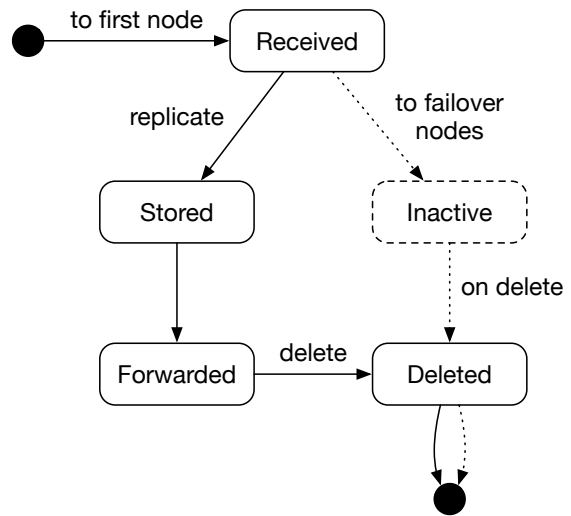 to first node
Received
replicate
to failover
nodes
Stored
Inactive
on delete
Forwarded
delete
Deleted